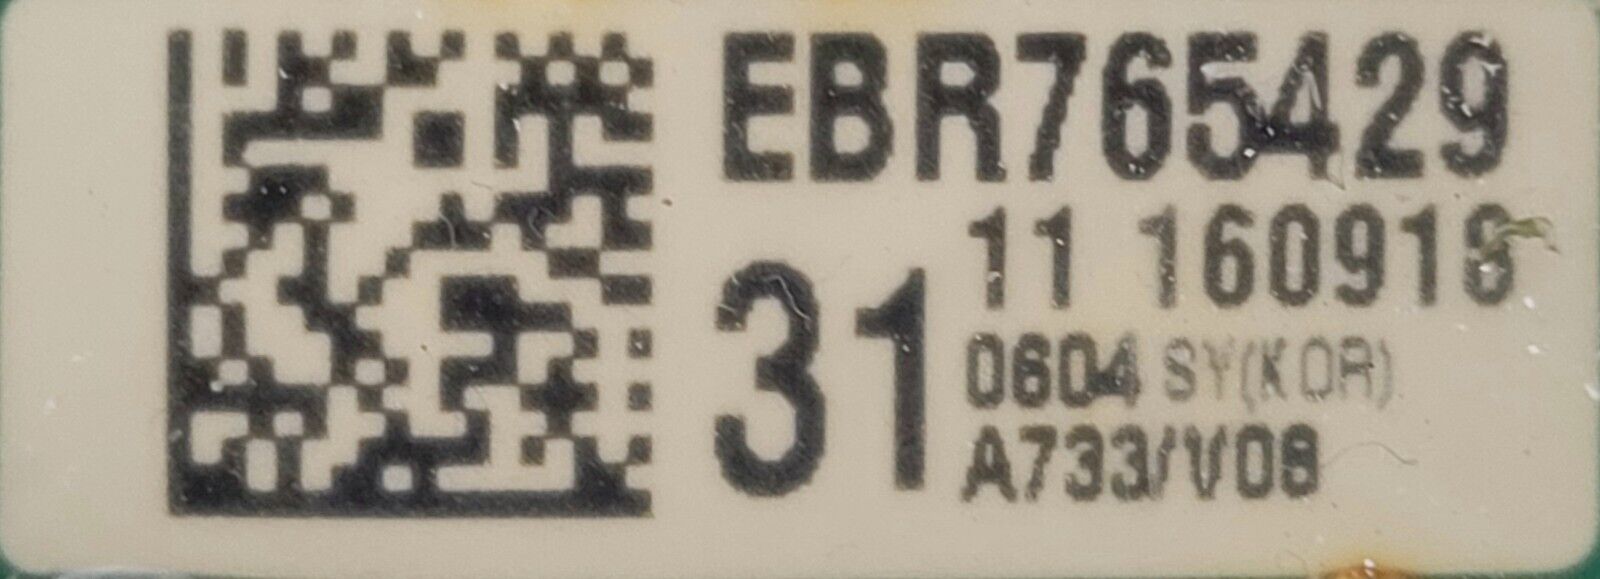 EBR765429
31
11 160918
0604 SY(KOR)
A733/V08